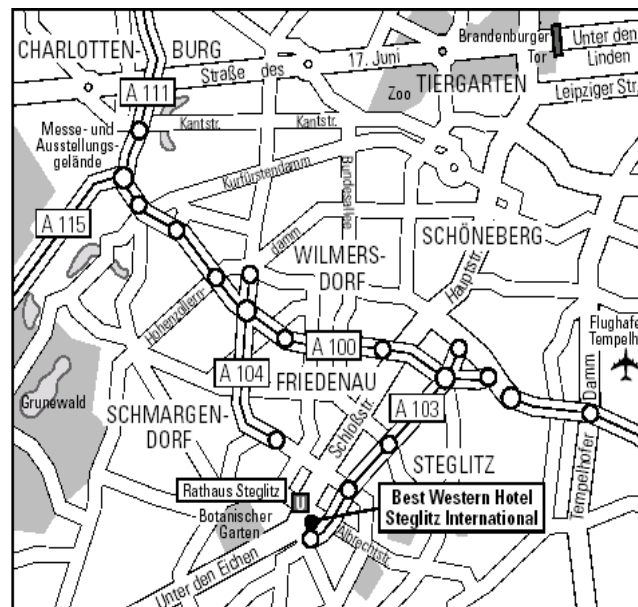 CHARLOTTEN-
BURG
Brandenburger
Tor
Unter den
Linden
Straße des
17. Juni
Zoo
TIERGARTEN
Leipziger Str.
A 111
Messe- und
Ausstellungs-
gelände
Kantstr.
Kantstr.
Kurfürstendamm
Bundesallee
A 115
SCHÖNEBERG
Hauptstr.
WILMERS-
DORF
Hohenzollern-
damm
Flughafe
Tempelh
A 100
A 104
FRIEDENAU
Grunewald
SCHMARGEN-
DORF
Schloßstr.
A 103
STEGLITZ
Tempelhofer
Damm
Rathaus Steglitz
U
Best Western Hotel
Steglitz International
Botanischer
Garten
Albrechtstr.
Unter den Eichen